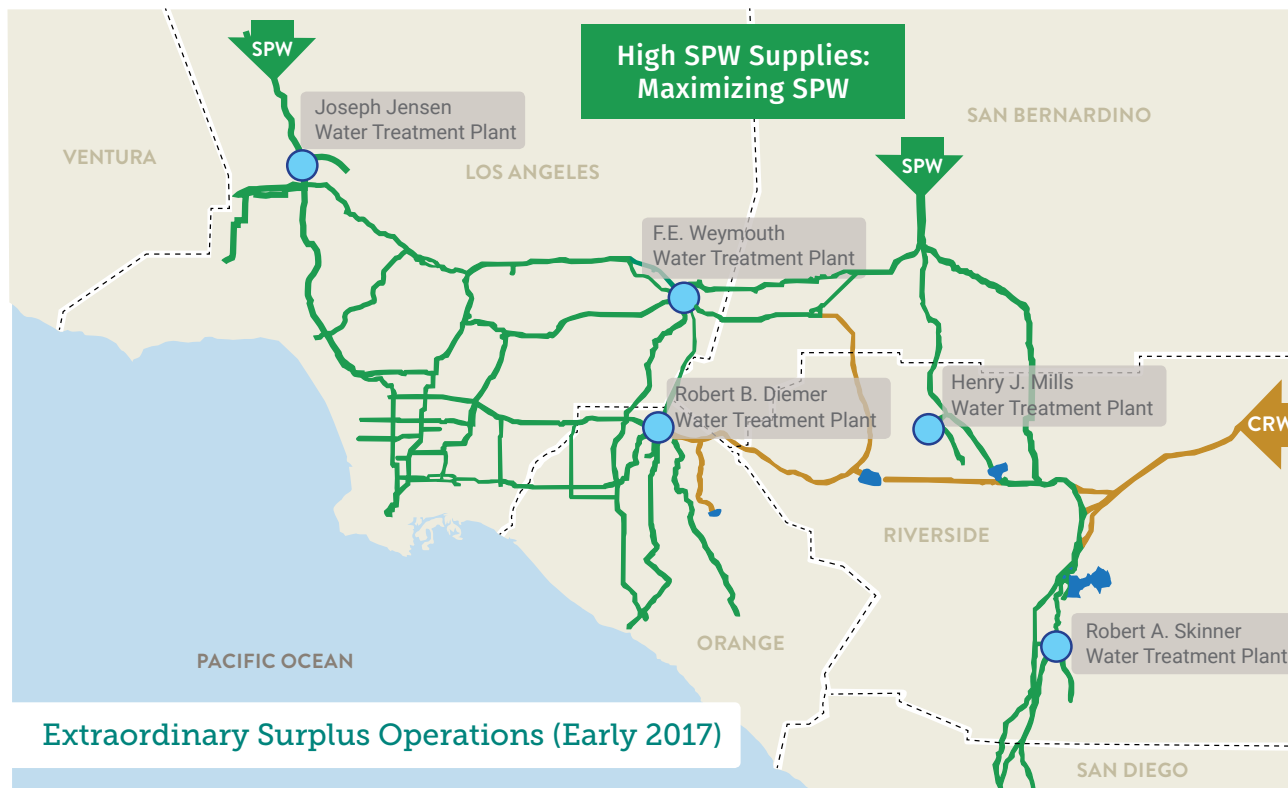 SPW
High SPW Supplies:
Maximizing SPW
Joseph Jensen
Water Treatment Plant
VENTURA
LOS ANGELES
SAN BERNARDINO
SPW
F.E. Weymouth
Water Treatment Plant
Robert B. Diemer
Water Treatment Plant
Henry J. Mills
Water Treatment Plant
CRW
RIVERSIDE
ORANGE
Robert A. Skinner
Water Treatment Plant
PACIFIC OCEAN
Extraordinary Surplus Operations (Early 2017)
SAN DIEGO